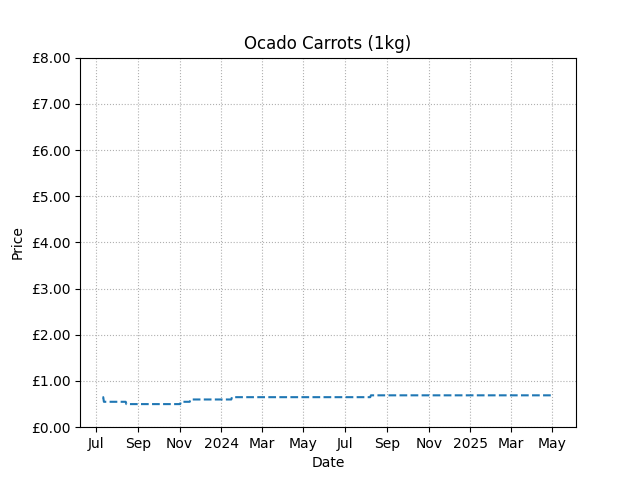 Ocado Carrots (1kg)
£8.00
£7.00
£6.00
£5.00
£4.00
£3.00
£2.00
£1.00
£0.00
Price
Jul Sep Nov 2024 Mar May Jul Sep Nov 2025 Mar May
Date